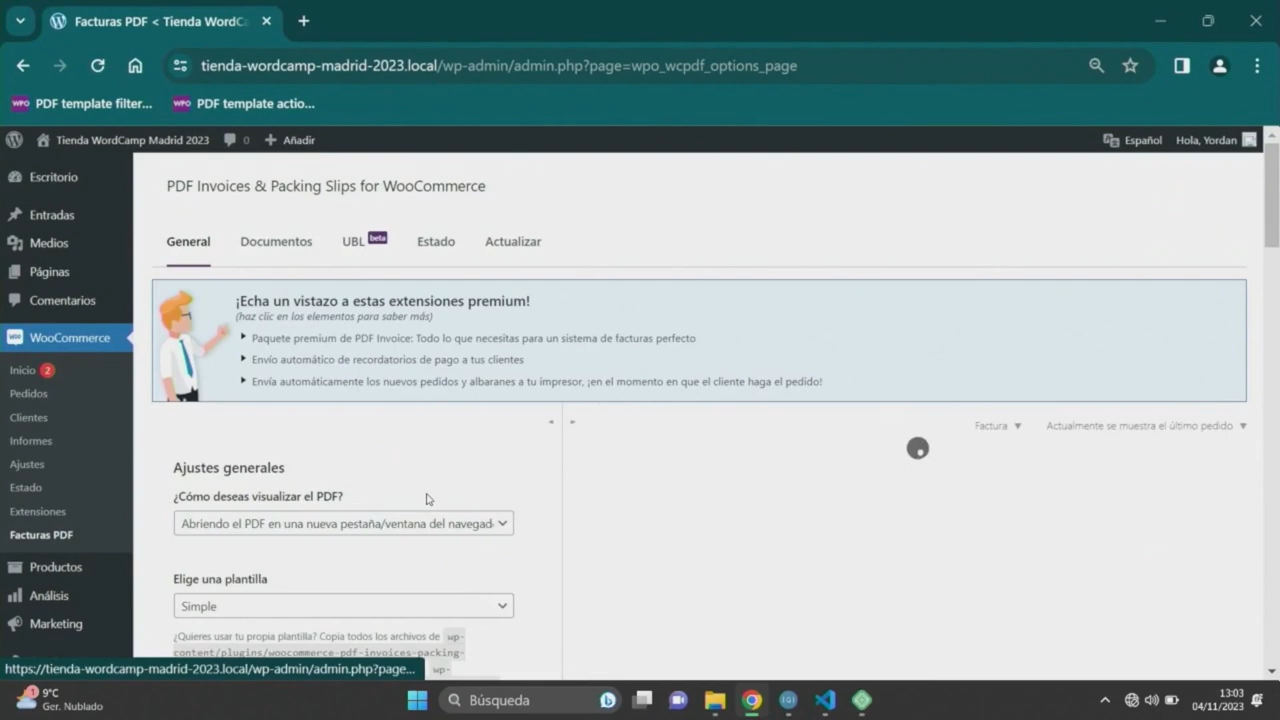 Facturas PDF < Tienda WordC
tienda-wordcamp-madrid-2023.local/wp-admin/admin.php?page=wpo_wcpdf_options_page
WPO PDF template filter... WPO PDF template actio...
Tienda WordCamp Madrid 2023 0 + Añadir Español Hola, Yordan
Escritorio
Entradas
Medios
Páginas
Comentarios
WooCommerce
Inicio 2
Pedidos
Clientes
Informes
Ajustes
Estado
Extensiones
Facturas PDF
Productos
Análisis
Marketing
PDF Invoices & Packing Slips for WooCommerce
General Documentos UBL beta Estado Actualizar
¡Echa un vistazo a estas extensiones premium!
(haz clic en los elementos para saber más)
Paquete premium de PDF Invoice: Todo lo que necesitas para un sistema de facturas perfecto
Envío automático de recordatorios de pago a tus clientes
Envía automáticamente los nuevos pedidos y albaranes a tu impresor, ¡en el momento en que el cliente haga el pedido!
Factura ▼ Actualmente se muestra el último pedido ▼
Ajustes generales
¿Cómo deseas visualizar el PDF?
Abriendo el PDF en una nueva pestaña/ventana del navegad
Elige una plantilla
Simple
¿Quieres usar tu propia plantilla? Copia todos los archivos de wp-
content/plugins/woocommerce-pdf-invoices-packing-
wp-
https://tienda-wordcamp-madrid-2023.local/wp-admin/admin.php?page...
1
9°C
Ger. Nublado
Búsqueda
13:03
04/11/2023